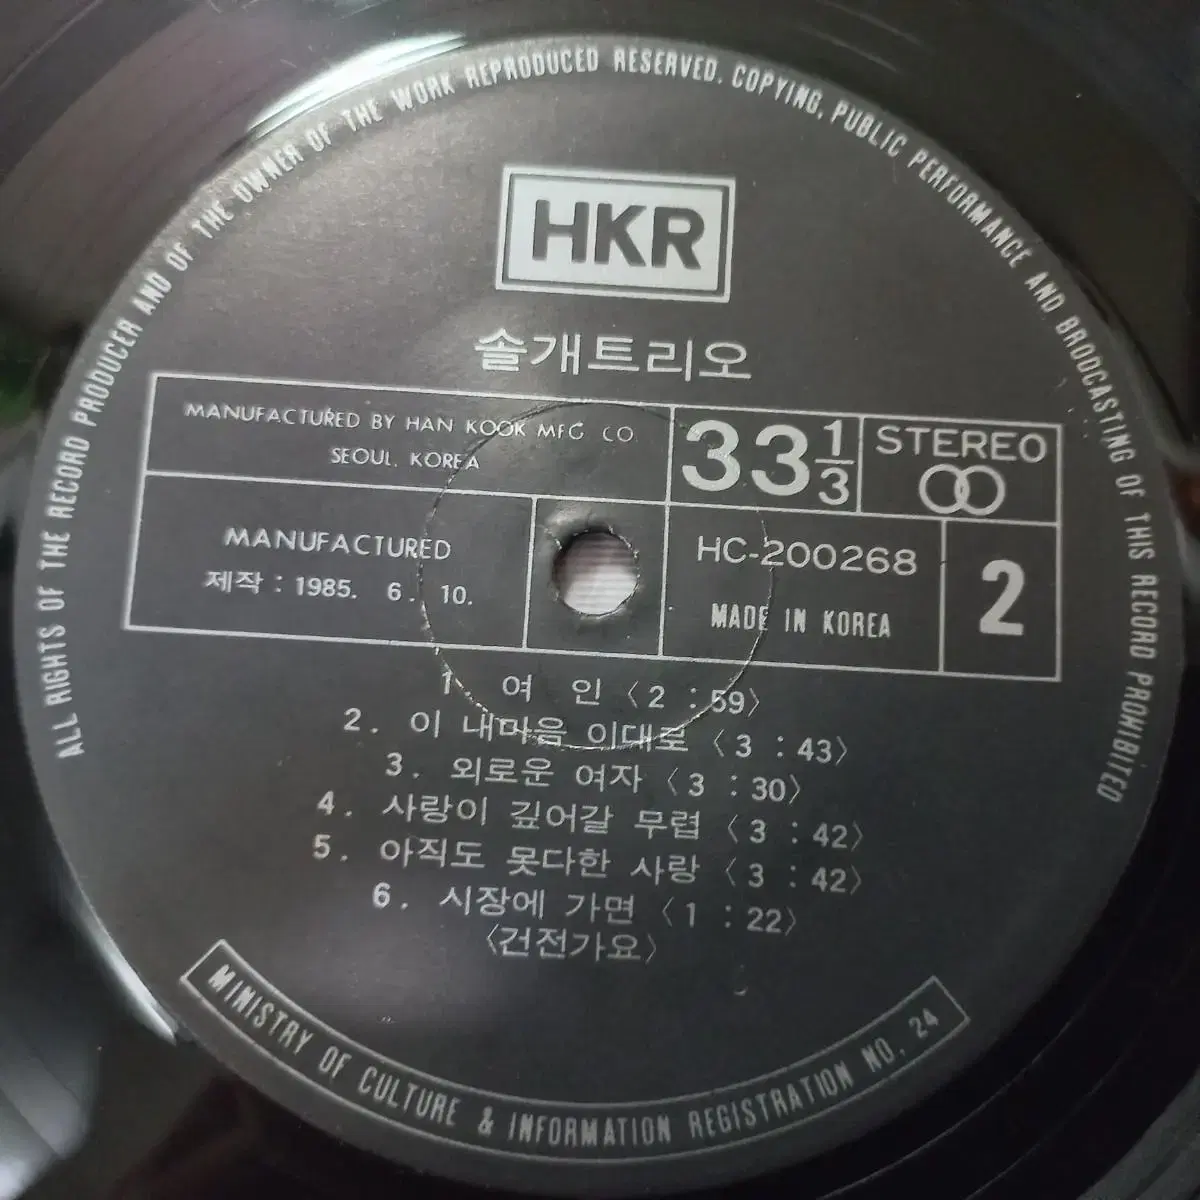 ALL RIGHTS OF THE RECORD PRODUCER AND OF THE OWNER OF THE WORK REPRODUCED RESERVED. COPYING, PUBLIC PERFORMANCE AND BRODCASTING OF THIS RECORD PROHIBITED
HKR
솔개트리오
MANUFACTURED BY HAN KOOK MFG CO
SEOUL, KOREA
33 1/3
STEREO
MANUFACTURED
제작 : 1985. 6. 10.
HC-200268
MADE IN KOREA
2
1. 여 인 〈2 : 59〉
2. 이 내마음 이대로 〈3 : 43〉
3. 외로운 여자 〈3 : 30〉
4. 사랑이 깊어갈 무렵 〈3 : 42〉
5. 아직도 못다한 사랑 〈3 : 42〉
6. 시장에 가면 〈1 : 22〉
〈건전가요〉
MINISTRY OF CULTURE & INFORMATION REGISTRATION NO. 24